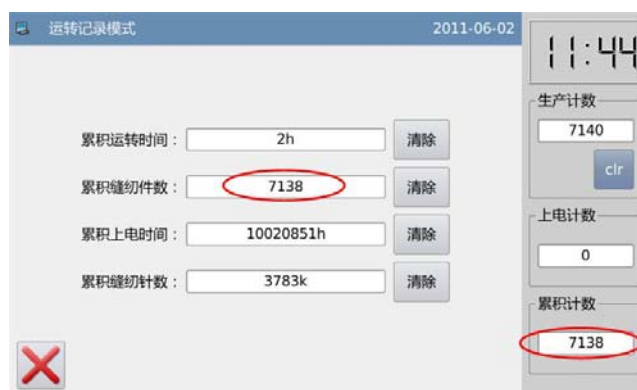 运转记录模式 2011-06-02
累积运转时间： 2h 清除
累积缝纫件数： 7138 清除
累积上电时间： 10020851h 清除
累积缝纫针数： 3783k 清除
11:44
生产计数
7140
clr
上电计数
0
累积计数
7138